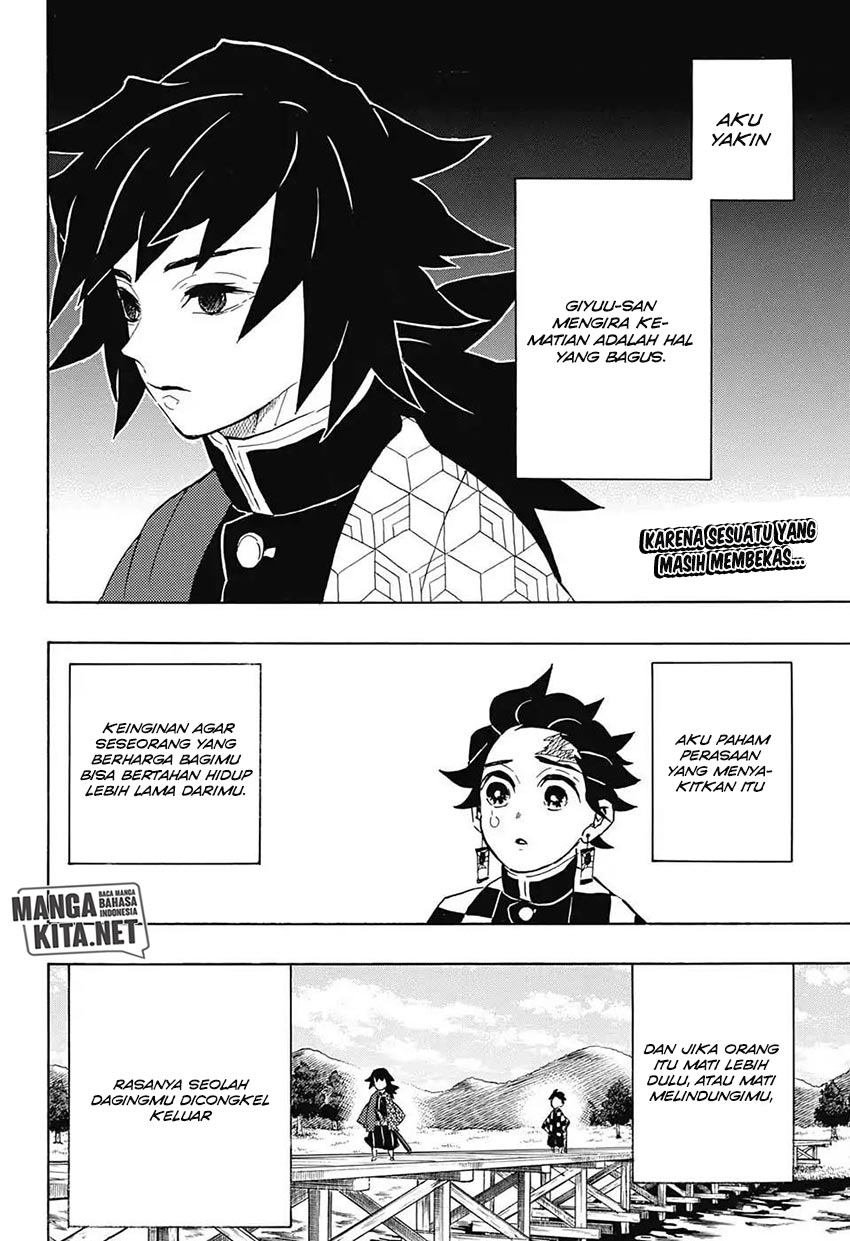 AKU
YAKIN
GIYUU-SAN
MENGIRA KE-
MATIAN ADALAH HAL
YANG BAGUS.
KARENA SESUATU YANG
MASIH MEMBEKAS...
AKU PAHAM
PERASAAN
YANG MENYA-
KITKAN ITU
KEINGINAN AGAR
SESEORANG YANG
BERHARGA BAGIMU
BISA BERTAHAN HIDUP
LEBIH LAMA DARIMU.
MANGA
KITA.NET
BACA MANGA
BAHASA
INDONESIA
DAN JIKA ORANG
ITU MATI LEBIH
DULU, ATAU MATI
MELINDUNGIMU,
RASANYA SEOLAH
DAGINGMU DICONGKEL
KELUAR